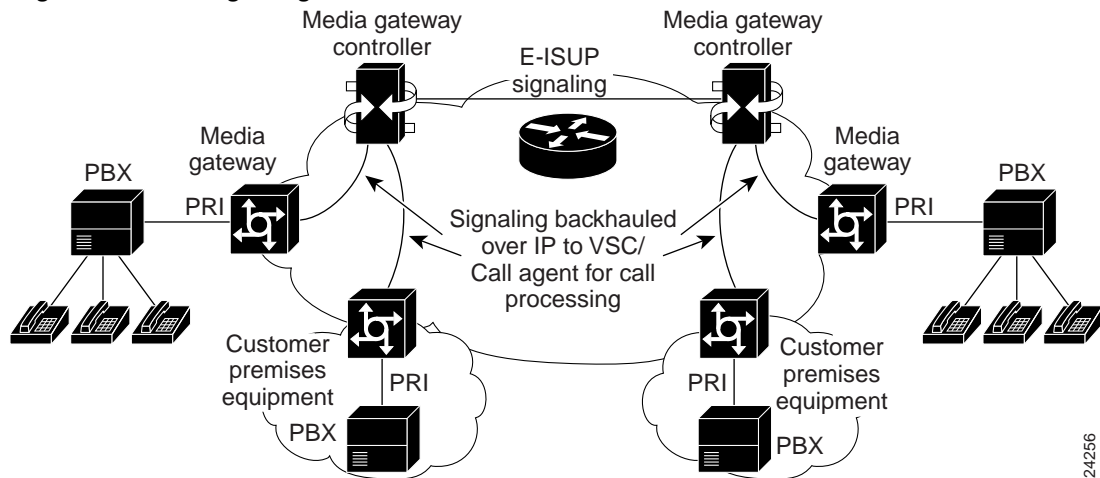 Media gateway
controller
Media gateway
controller
E-ISUP
signaling
Media
gateway
Media
gateway
PBX
PBX
PRI
PRI
Signaling backhauled
over IP to VSC/
Call agent for call
processing
Customer
premises
equipment
Customer
premises
equipment
PRI
PRI
PBX
PBX
24256